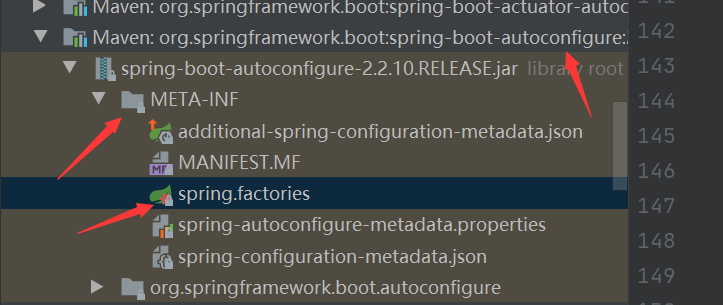 Maven: org.springframework.boot:spring-boot-actuator-autoc
Maven: org.springframework.boot:spring-boot-autoconfigure:
spring-boot-autoconfigure-2.2.10.RELEASE.jar library root
META-INF
additional-spring-configuration-metadata.json
MF MANIFEST.MF
spring.factories
spring-autoconfigure-metadata.properties
spring-configuration-metadata.json
org.springframework.boot.autoconfigure
142
143
144
145
146
147
148
149